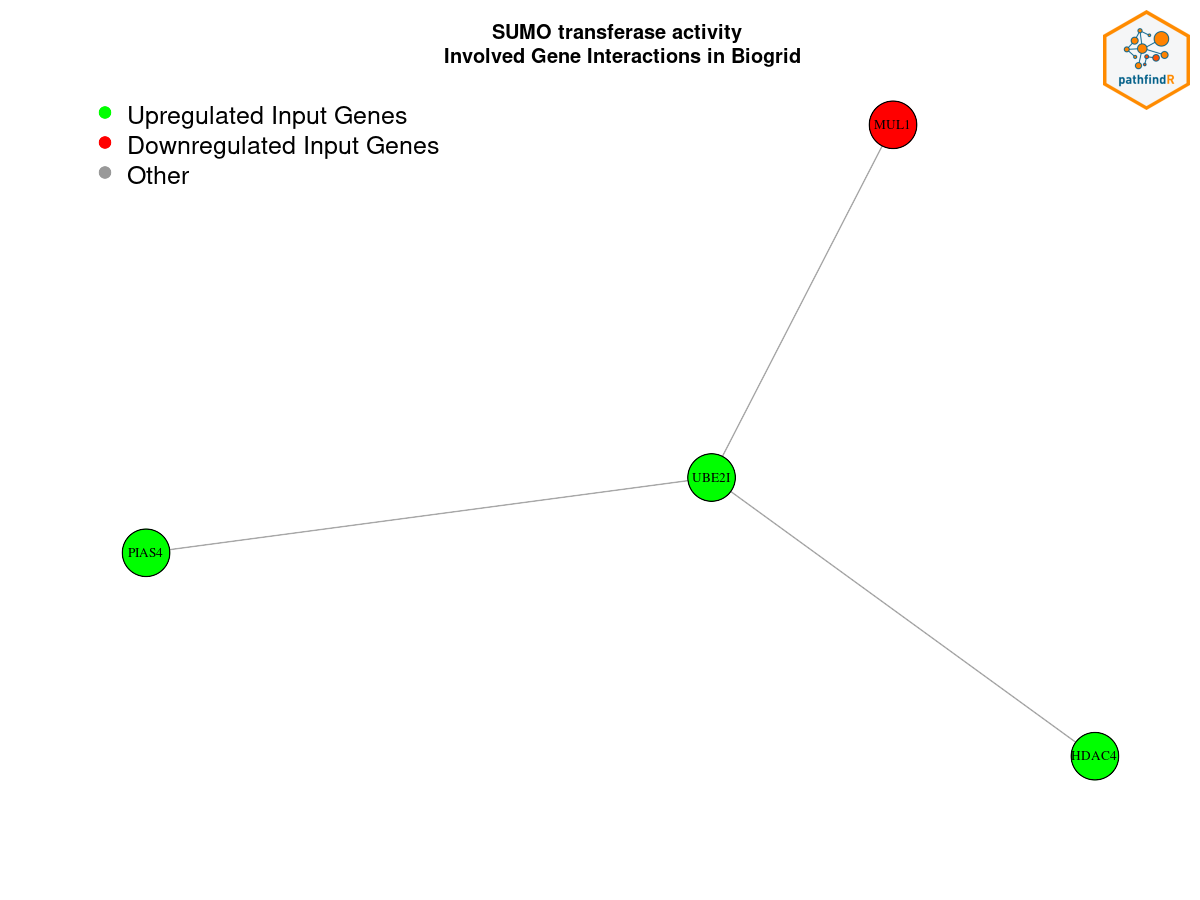 SUMO transferase activity
Involved Gene Interactions in Biogrid
pathfindR
Upregulated Input Genes
Downregulated Input Genes
Other
MUL1
UBE2I
PIAS4
HDAC4